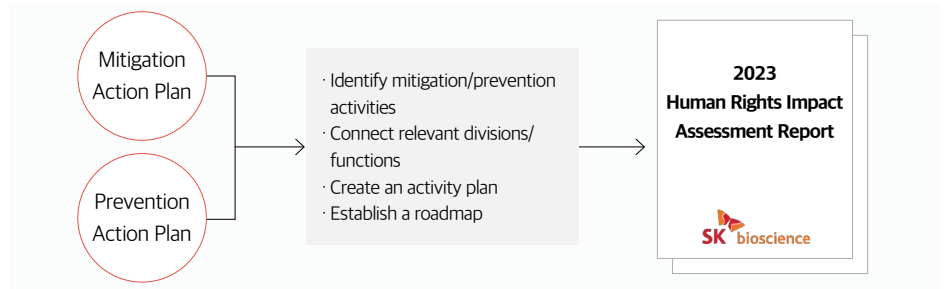 Mitigation
Action Plan
Prevention
Action Plan
· Identify mitigation/prevention
activities
· Connect relevant divisions/
functions
· Create an activity plan
· Establish a roadmap
2023
Human Rights Impact
Assessment Report
SK bioscience